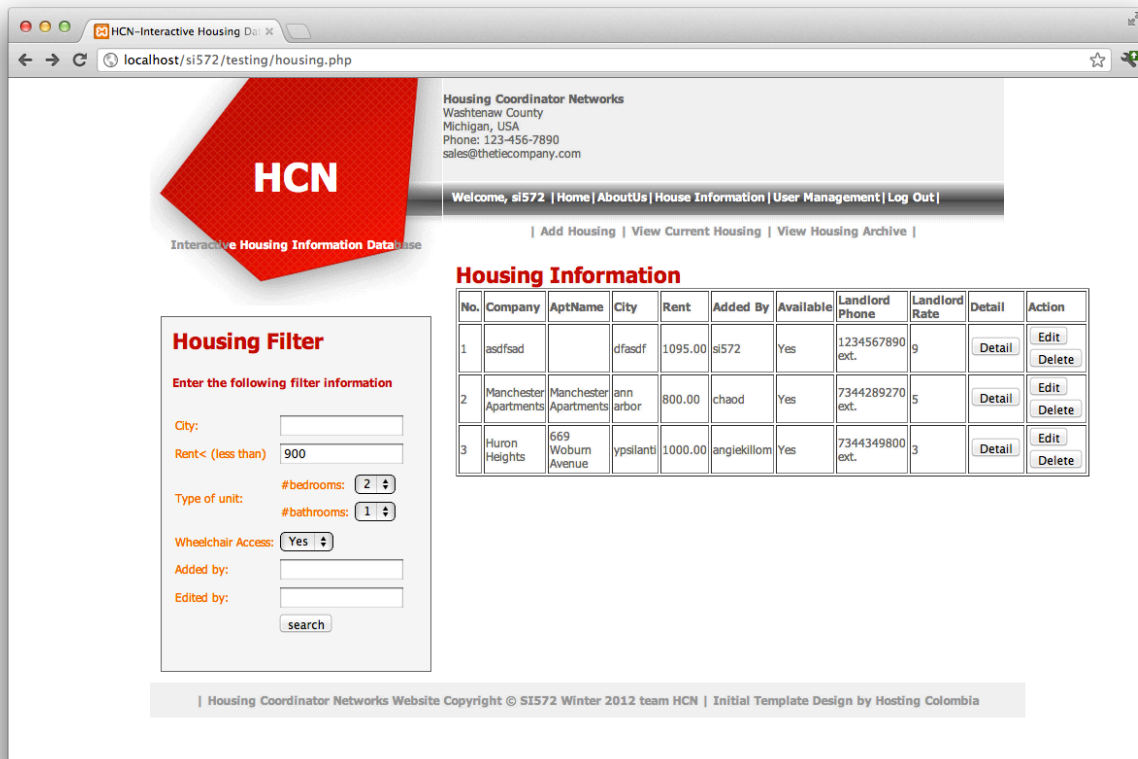 HCN-Interactive Housing Da
localhost/si572/testing/housing.php
HCN
Interactive Housing Information Database
Housing Coordinator Networks
Washtenaw County
Michigan, USA
Phone: 123-456-7890
sales@thetiecompany.com
Welcome, si572 |Home|AboutUs|House Information|User Management|Log Out|
| Add Housing | View Current Housing | View Housing Archive |
Housing Filter
Enter the following filter information
City:
Rent< (less than) 900
Type of unit:
#bedrooms: 2
#bathrooms: 1
Wheelchair Access: Yes
Added by:
Edited by:
search
Housing Information
No. Company AptName City Rent Added By Available Landlord Phone Landlord Rate Detail Action
1 asdfsad dfasdf 1095.00 si572 Yes 1234567890 ext. 9 Detail Edit Delete
2 Manchester Apartments Manchester Apartments ann arbor 800.00 chaod Yes 7344289270 ext. 5 Detail Edit Delete
3 Huron Heights 669 Woburn Avenue ypsilanti 1000.00 angiekillom Yes 7344349800 ext. 3 Detail Edit Delete
| Housing Coordinator Networks Website Copyright © SI572 Winter 2012 team HCN | Initial Template Design by Hosting Colombia